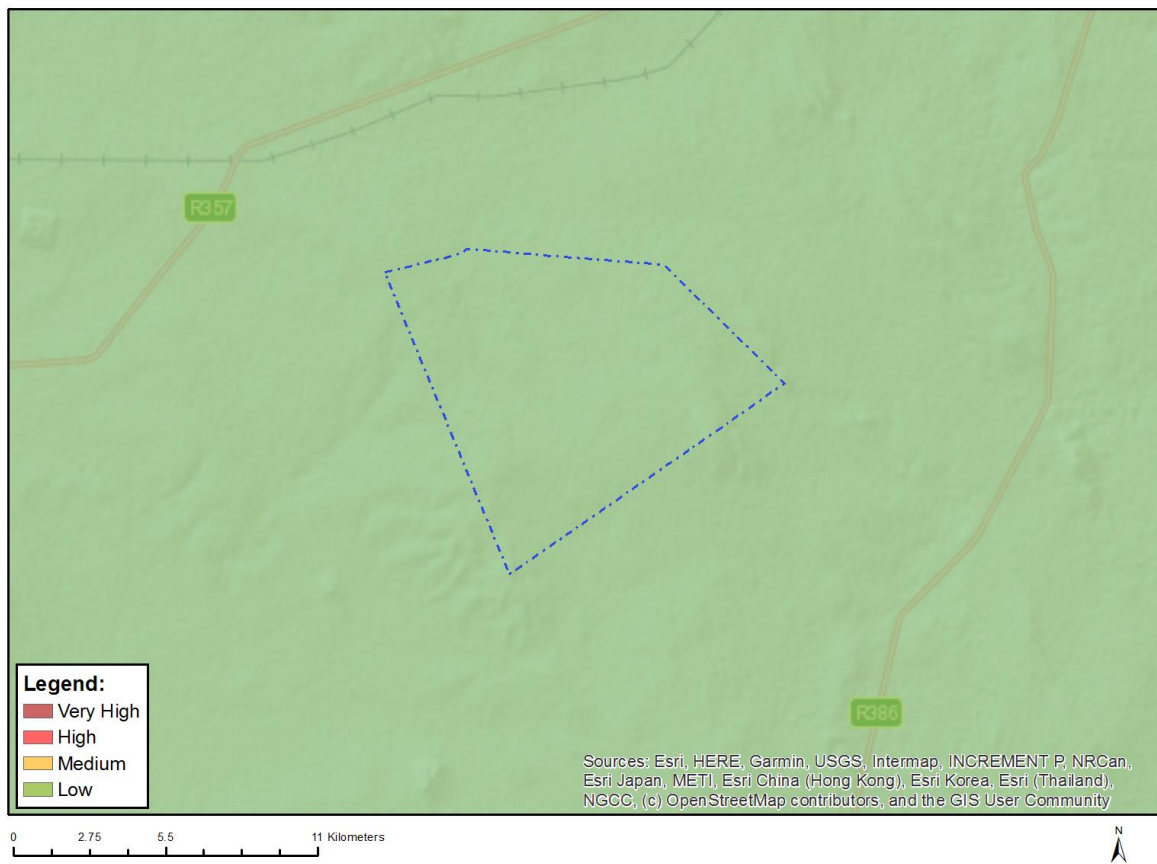 R357
R386
Legend:
Very High
High
Medium
Low
Sources: Esri, HERE, Garmin, USGS, Intermap, INCREMENT P, NRCan,
Esri Japan, METI, Esri China (Hong Kong), Esri Korea, Esri (Thailand),
NGCC, (c) OpenStreetMap contributors, and the GIS User Community
0 2.75 5.5 11 Kilometers
N